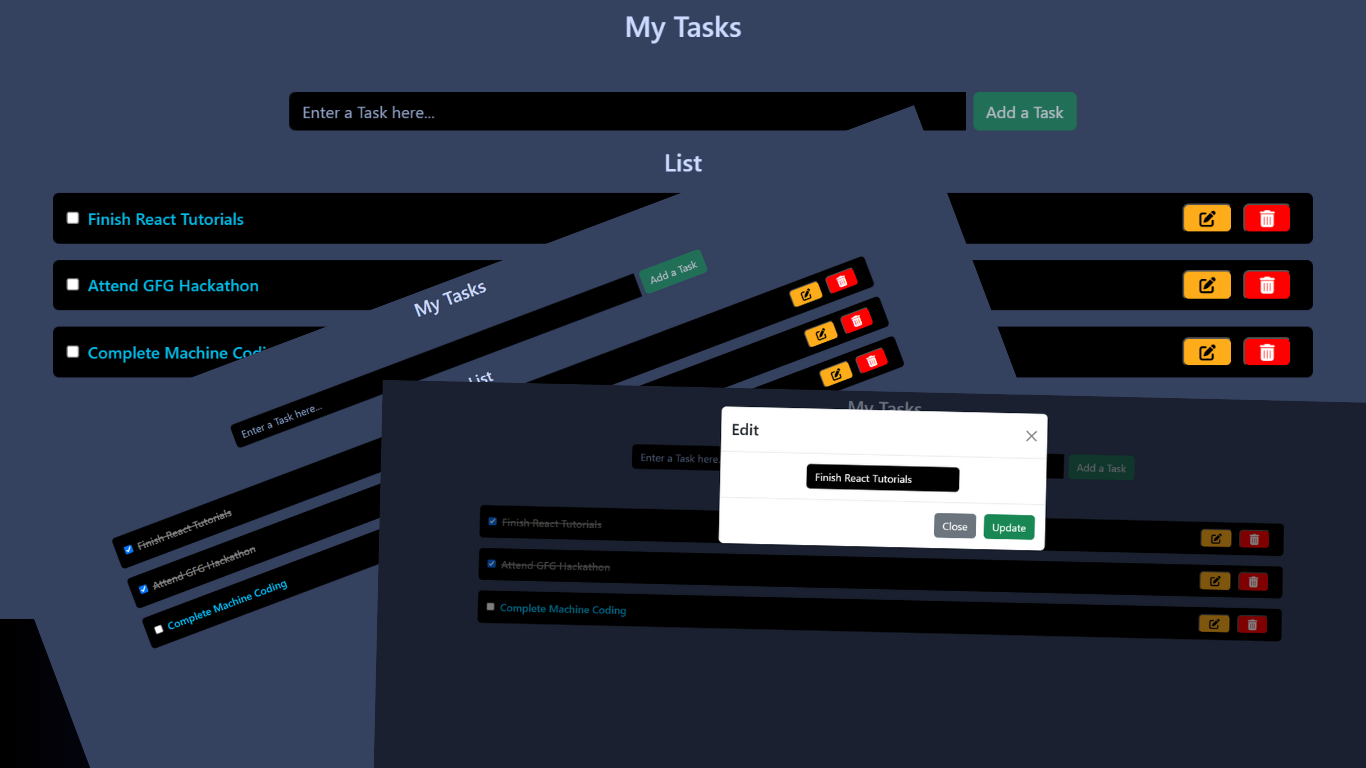 My Tasks
Enter a Task here...
Add a Task
List
Finish React Tutorials
Attend GFG Hackathon
Complete Machine Codi
My Tasks
Add a Task
Enter a Task here...
List
Finish React Tutorials
Attend GFG Hackathon
Complete Machine Coding
My Tasks
Enter a Task here
Add a Task
Edit
Finish React Tutorials
Close
Update
Finish React Tutorials
Attend GFG Hackathon
Complete Machine Coding